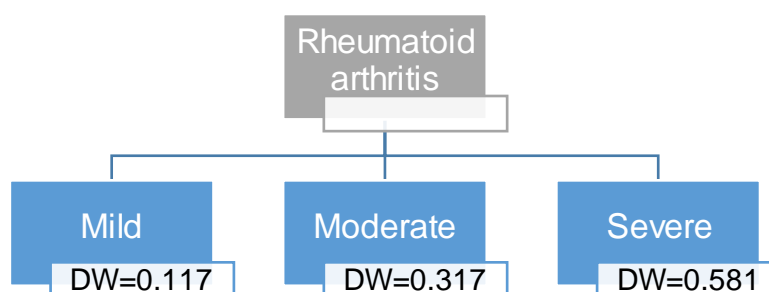 Rheumatoid
arthritis
Mild
Moderate
Severe
DW=0.117
DW=0.317
DW=0.581